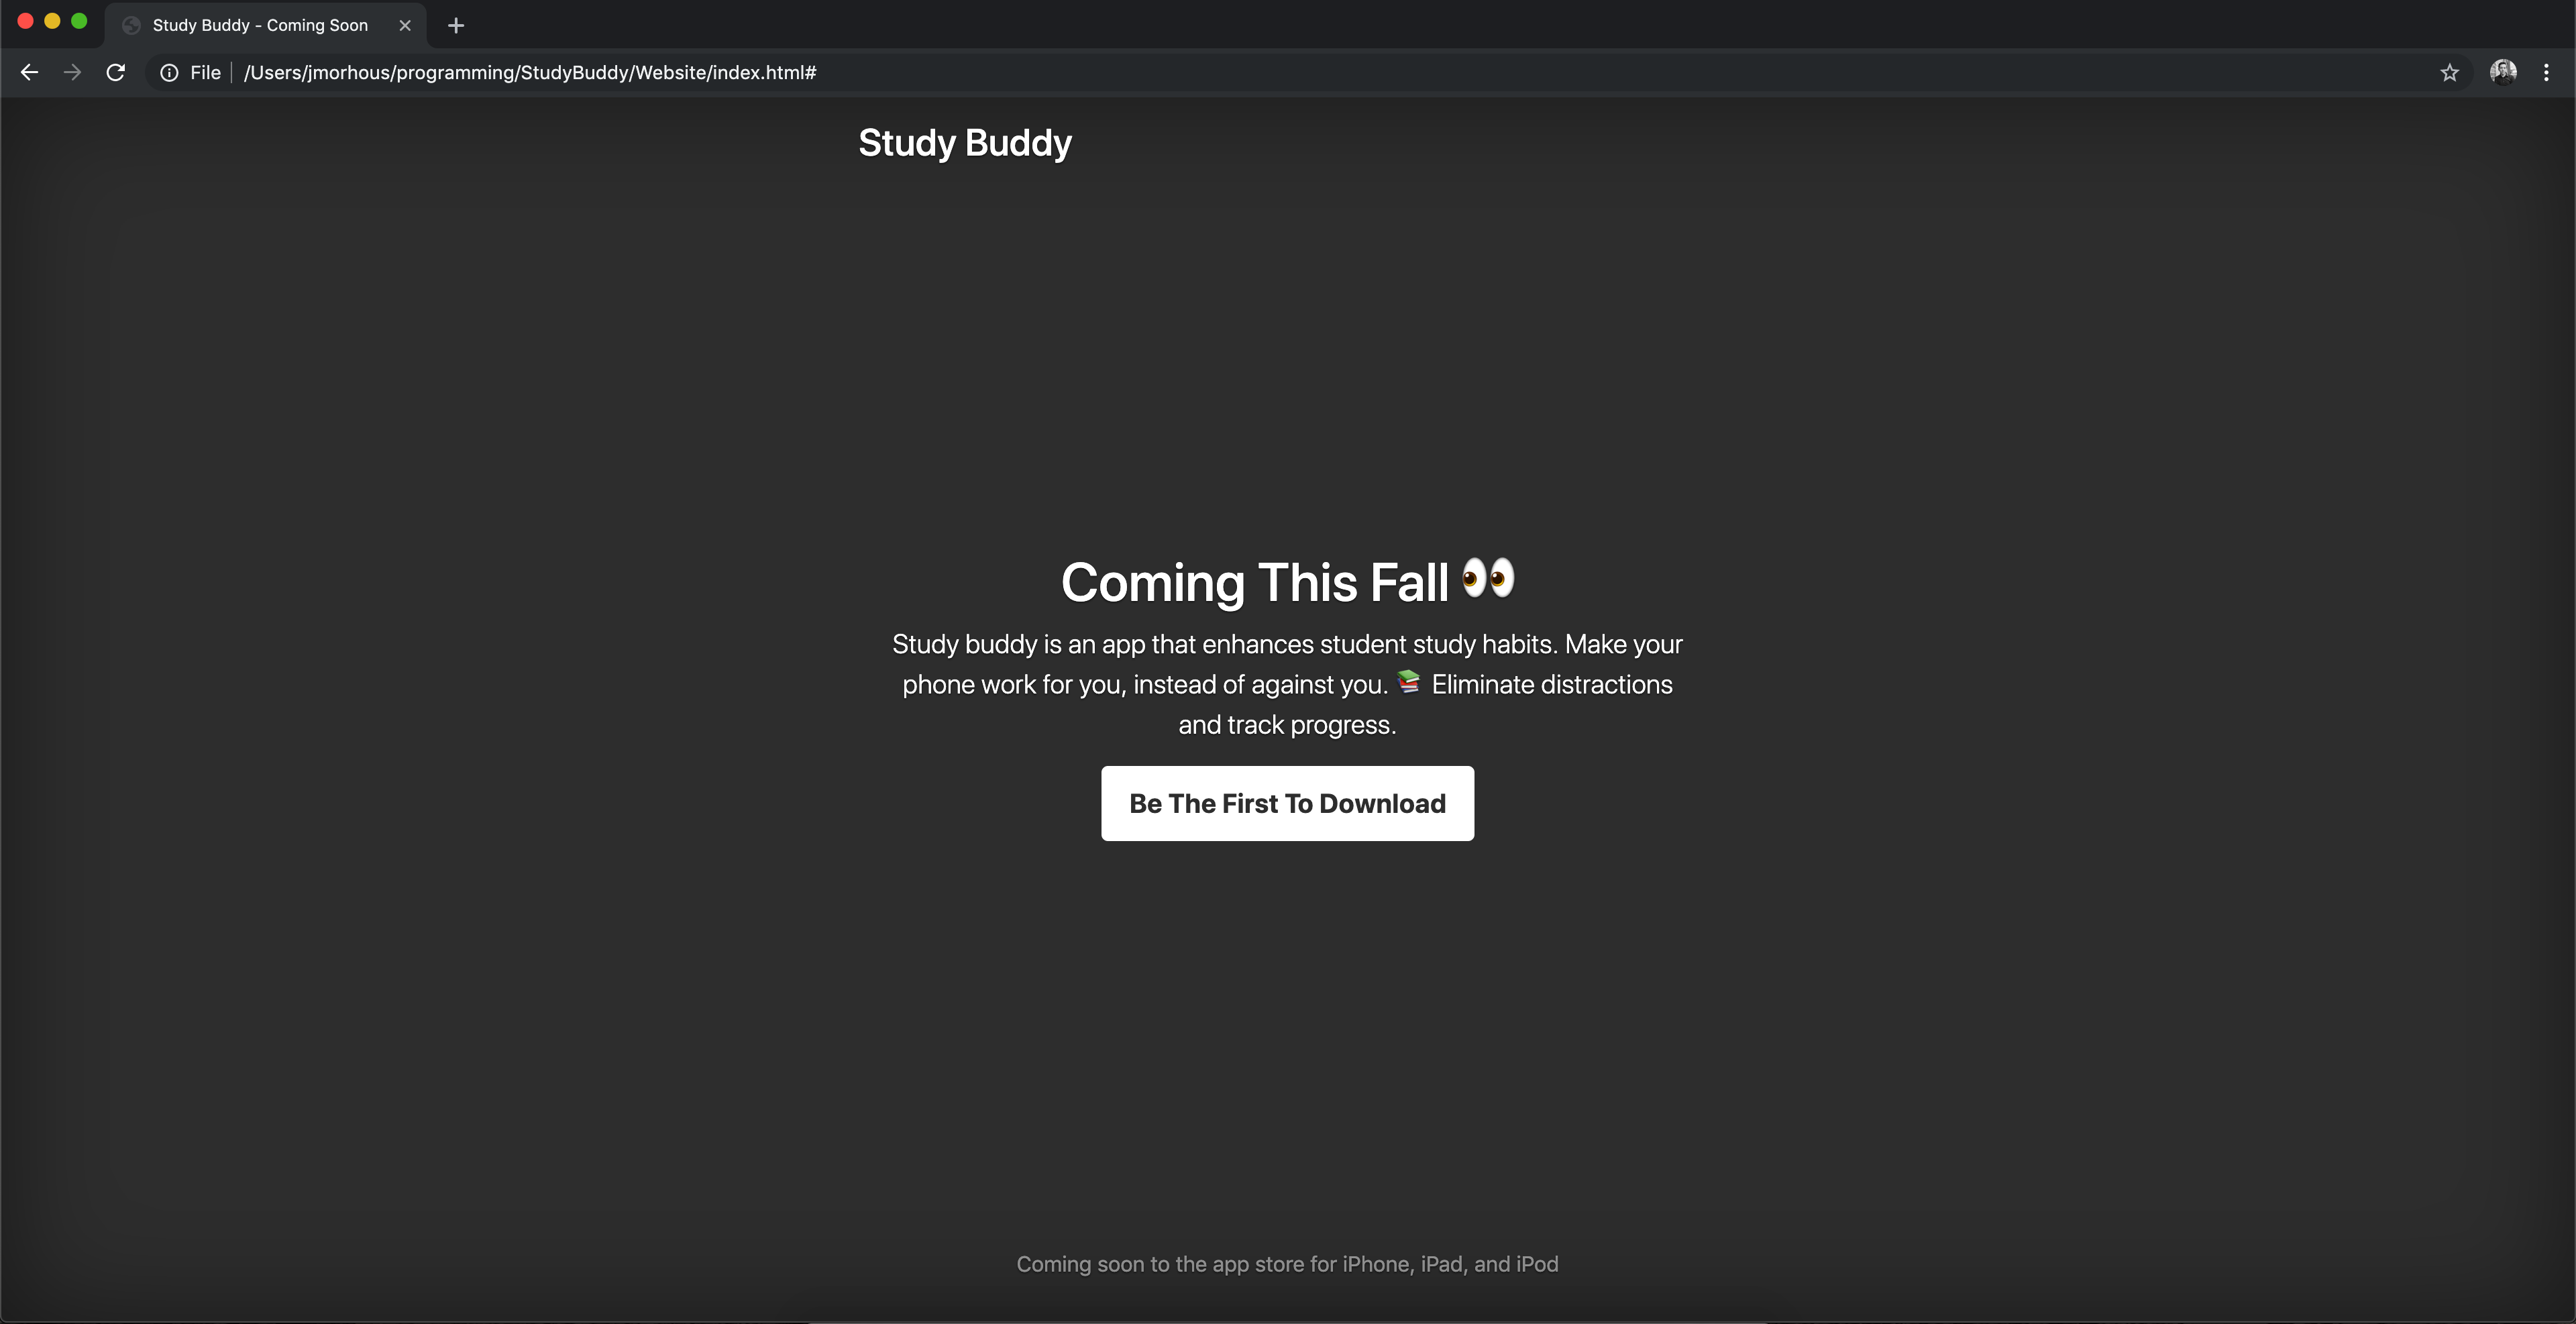 Study Buddy - Coming Soon
File /Users/jmorhous/programming/StudyBuddy/Website/index.html#
Study Buddy
Coming This Fall 👀
Study buddy is an app that enhances student study habits. Make your
phone work for you, instead of against you. 📚 Eliminate distractions
and track progress.
Be The First To Download
Coming soon to the app store for iPhone, iPad, and iPod